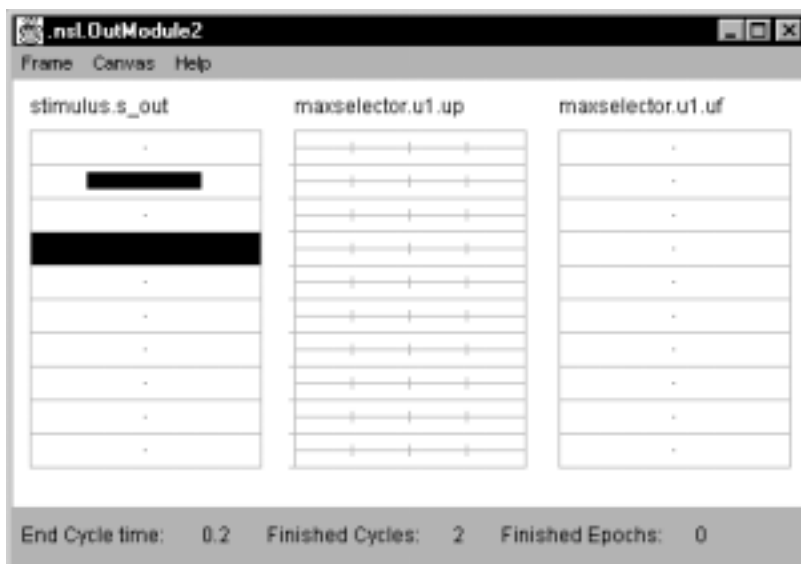 .nsl.OutModule2
Frame Canvas Help
stimulus.s_out maxselector.u1.up maxselector.u1.uf
End Cycle time: 0.2 Finished Cycles: 2 Finished Epochs: 0